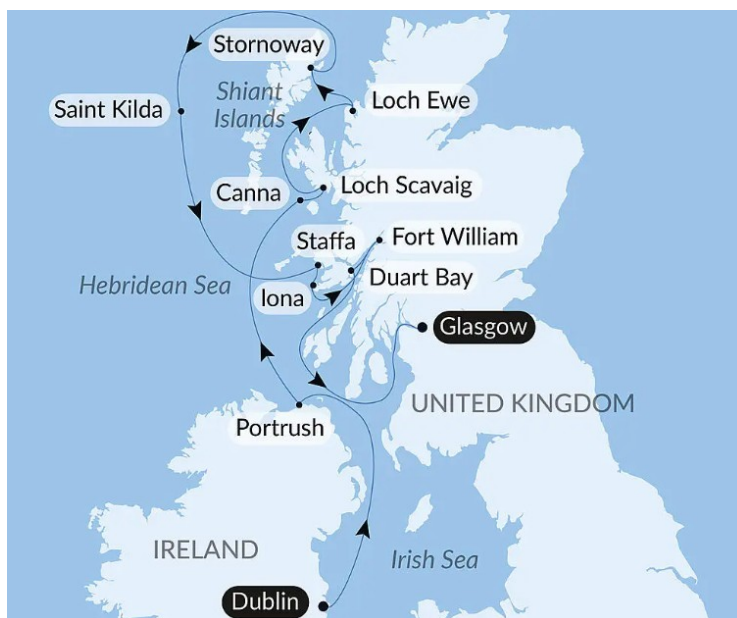 Stornoway
Shiant
Islands
Loch Ewe
Saint Kilda
Loch Scavaig
Canna
Staffa
Fort William
Hebridean Sea
Iona
Duart Bay
Glasgow
UNITED KINGDOM
Portrush
IRELAND
Irish Sea
Dublin